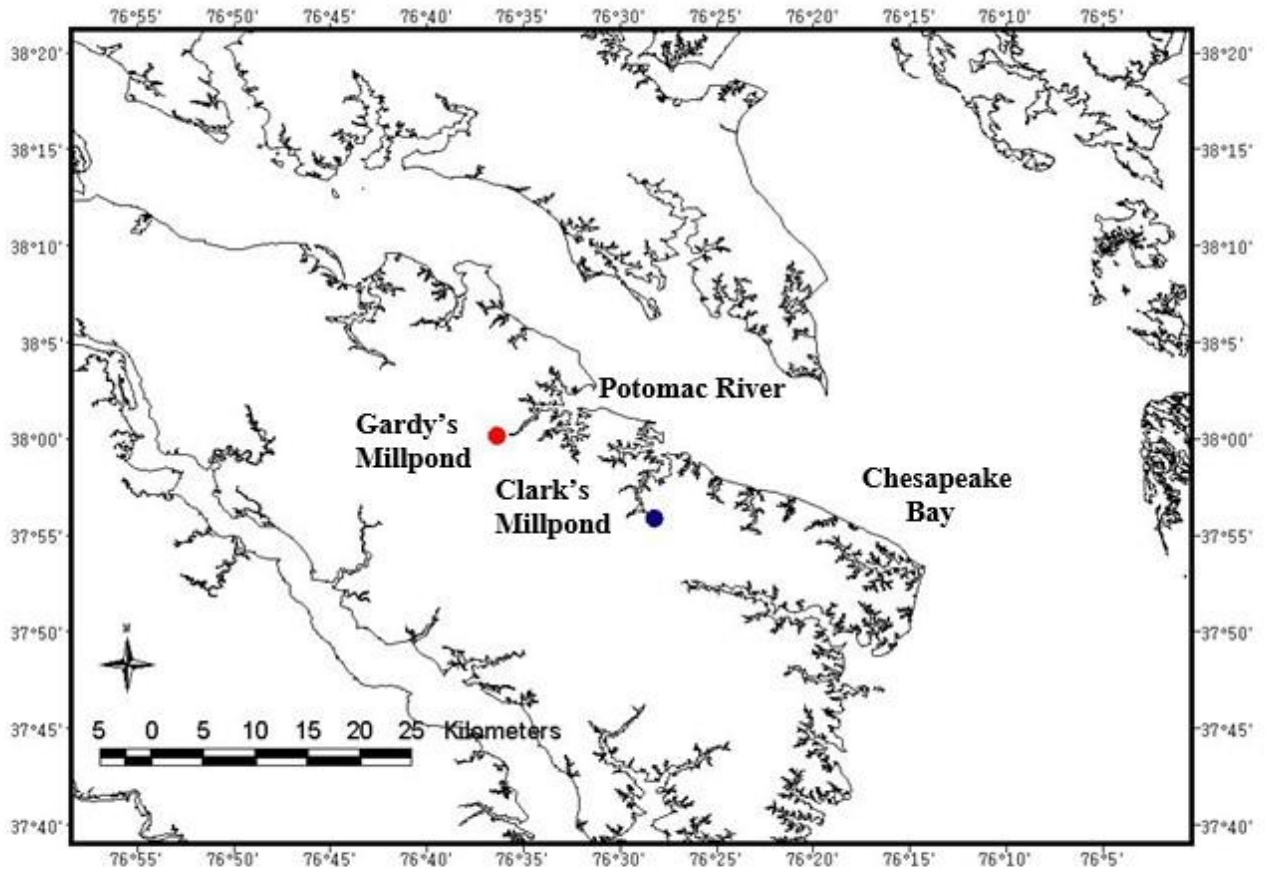 76°55' 76°50' 76°45' 76°40' 76°35' 76°28' 76°25' 76°20' 76°15' 76°10' 76°5'
38°20' 38°20'
38°15' 38°15'
38°10' 38°10'
38°5' 38°5'
Potomac River
Gardy's
Millpond
38°00' 38°00'
Clark's
Millpond
Chesapeake
Bay
37°55' 37°55'
37°50' 37°50'
N
37°45' 37°45'
5 0 5 10 15 20 25 Kilometers
37°40' 37°40'
76°55' 76°50' 76°45' 76°40' 76°35' 76°28' 76°25' 76°20' 76°15' 76°10' 76°5'